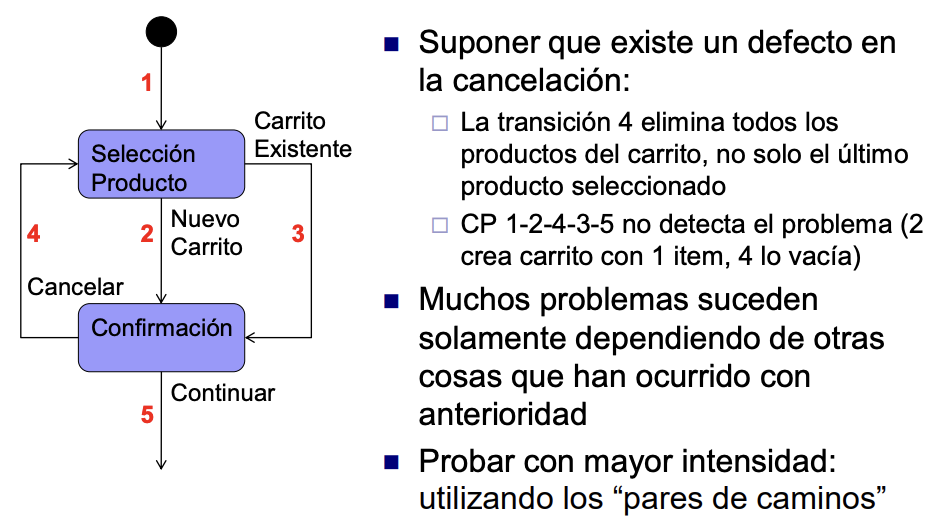 1
Carrito
Existente
Selección
Producto
4
2
Nuevo
Carrito
3
Cancelar
Confirmación
Continuar
5
Suponer que existe un defecto en
la cancelación:
La transición 4 elimina todos los
productos del carrito, no solo el último
producto seleccionado
CP 1-2-4-3-5 no detecta el problema (2
crea carrito con 1 item, 4 lo vacía)
Muchos problemas suceden
solamente dependiendo de otras
cosas que han ocurrido con
anterioridad
Probar con mayor intensidad:
utilizando los “pares de caminos”